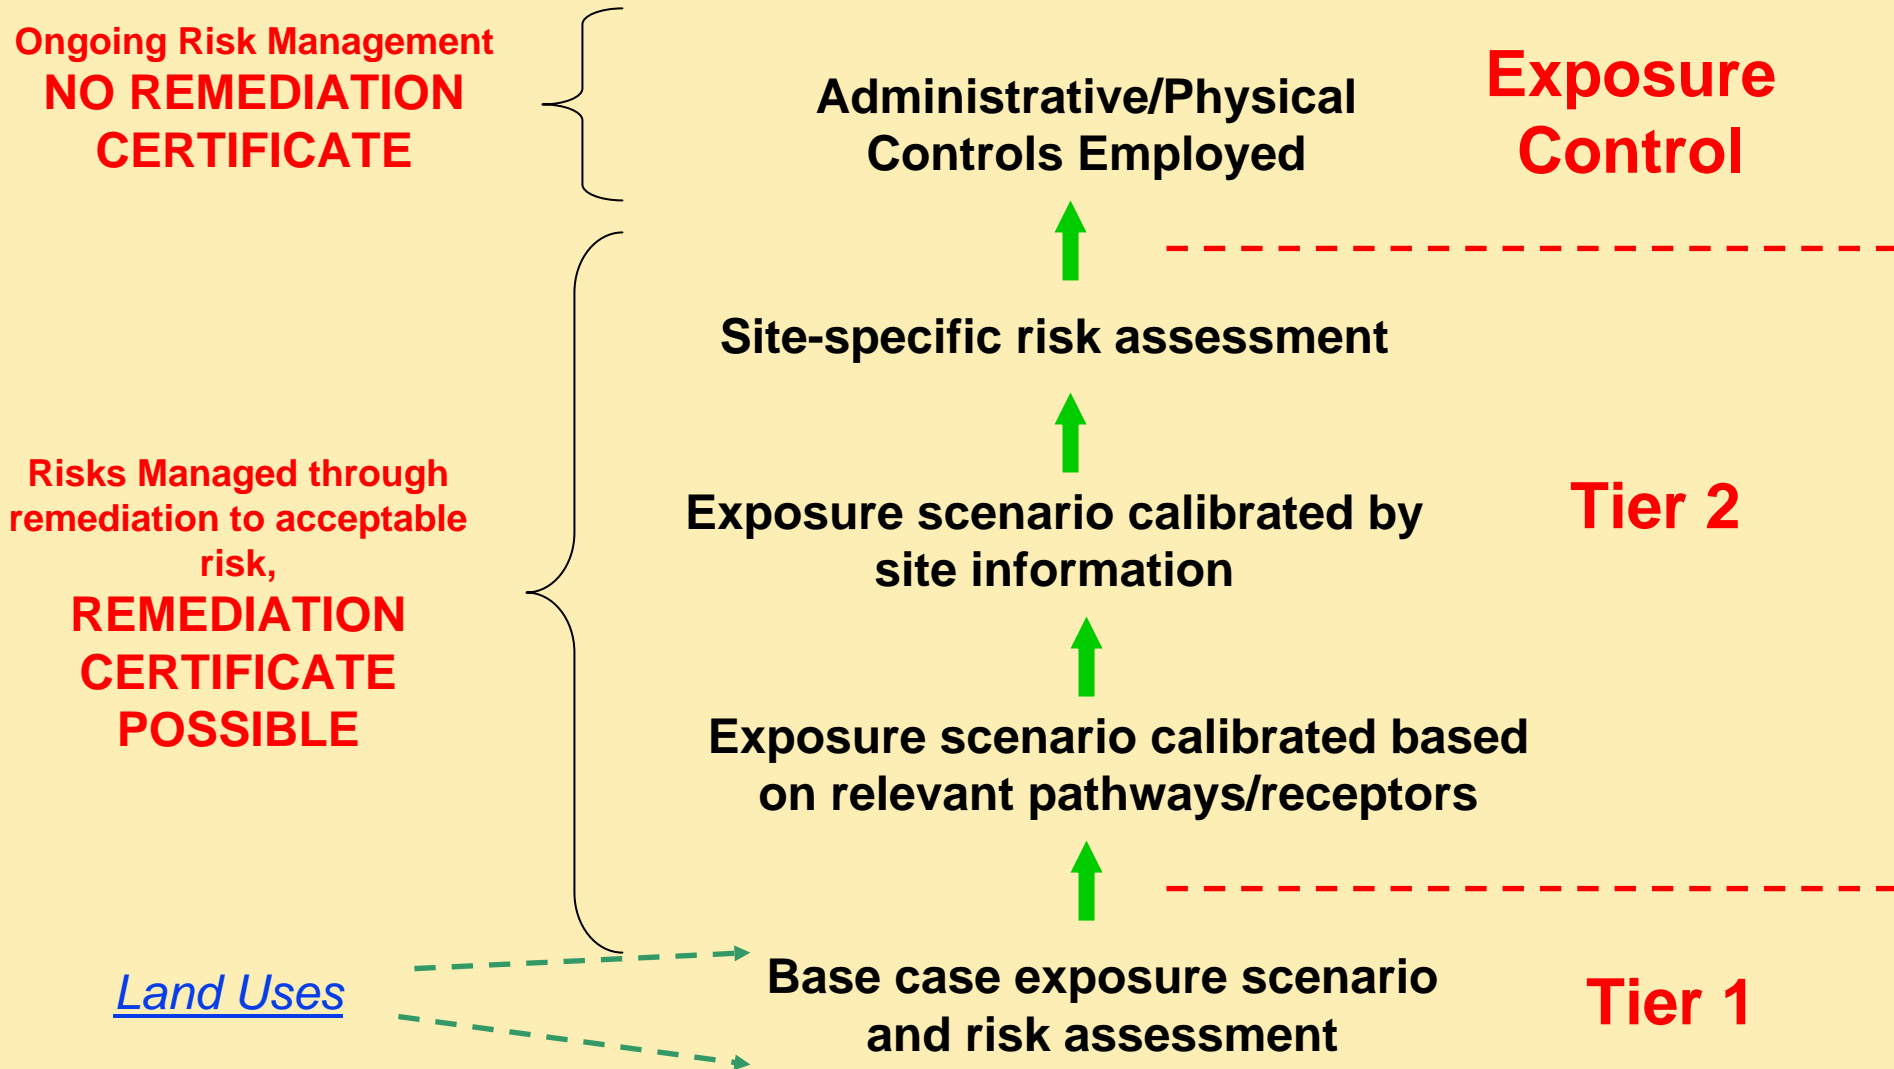 Ongoing Risk Management
NO REMEDIATION
CERTIFICATE
Administrative/Physical
Controls Employed
Exposure
Control
Site-specific risk assessment
Risks Managed through
remediation to acceptable
risk,
REMEDIATION
CERTIFICATE
POSSIBLE
Exposure scenario calibrated by
site information
Tier 2
Exposure scenario calibrated based
on relevant pathways/receptors
Land Uses
Base case exposure scenario
and risk assessment
Tier 1